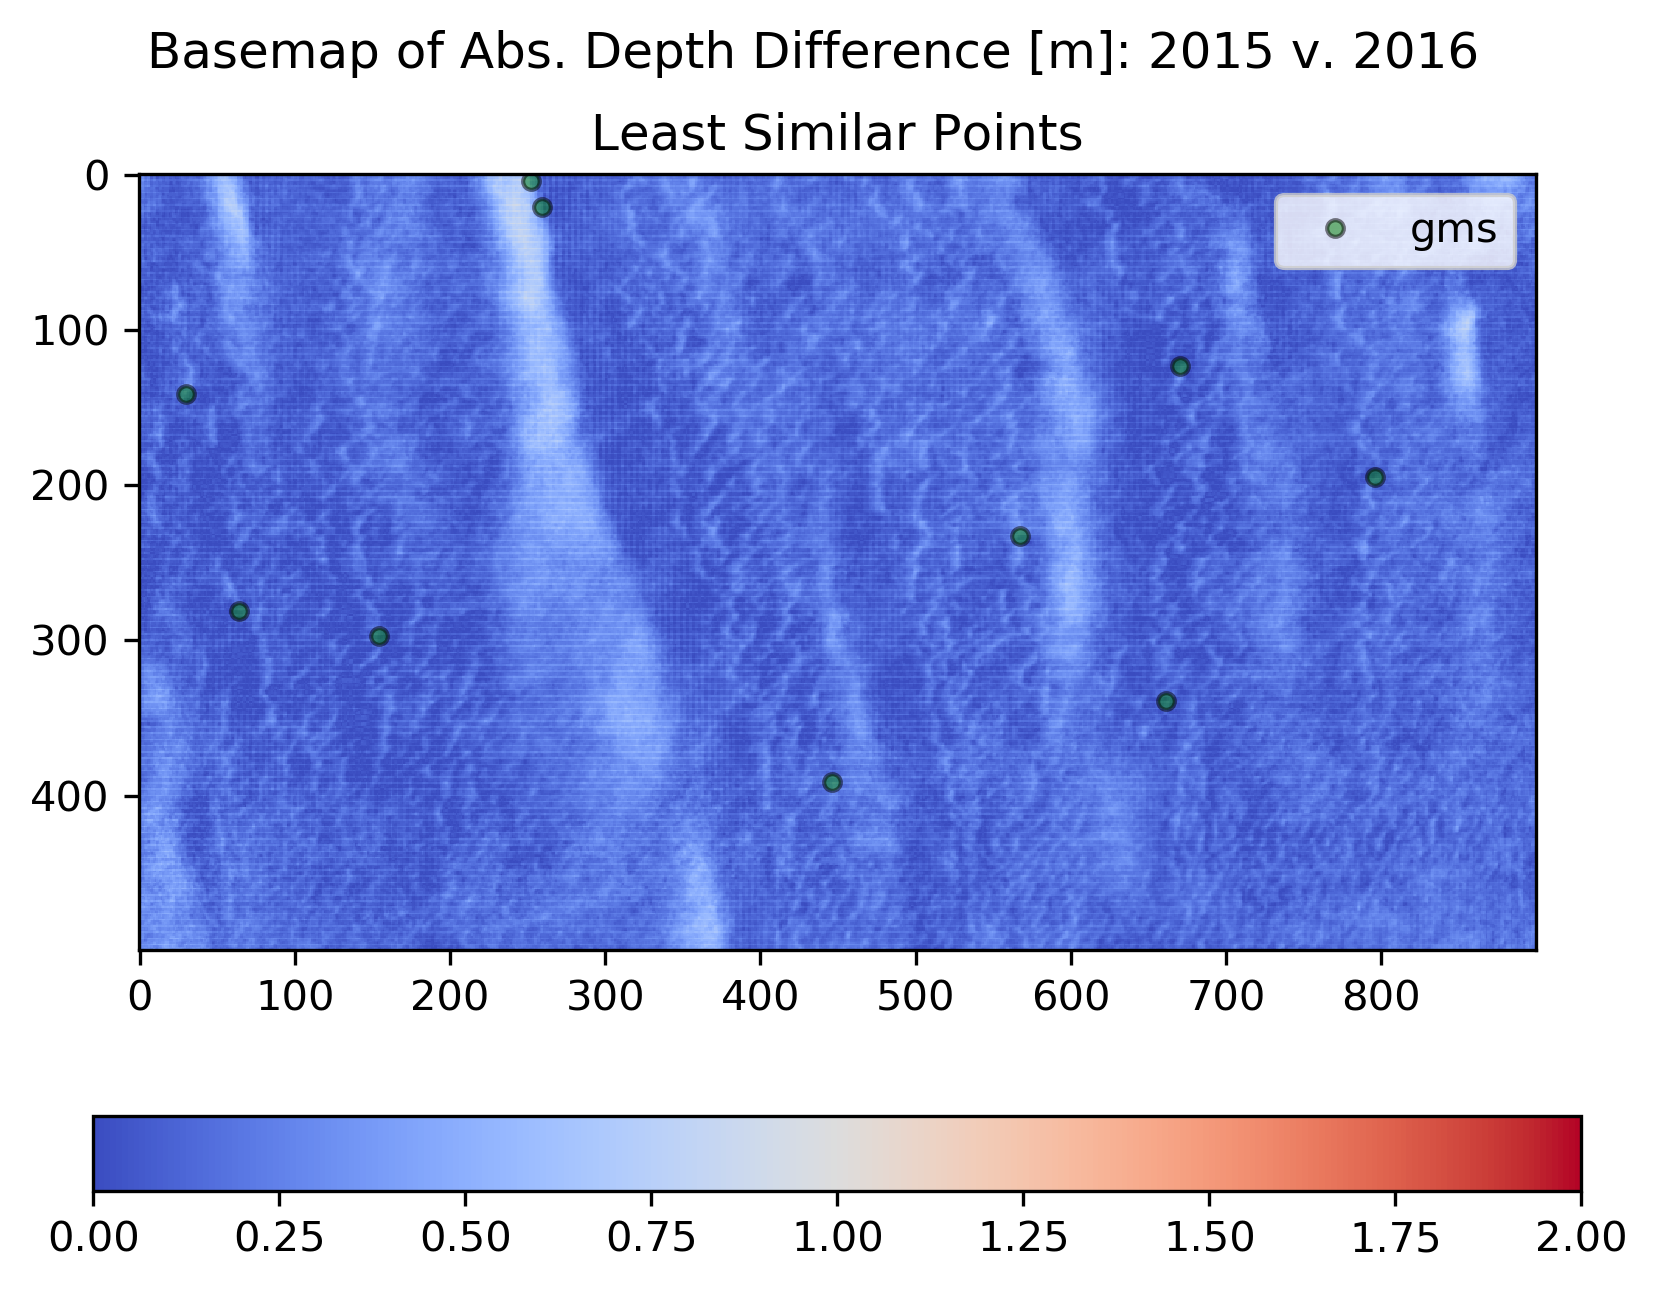 Basemap of Abs. Depth Difference [m]: 2015 v. 2016
Least Similar Points
gms
0
100
200
300
400
0 100 200 300 400 500 600 700 800
0.00 0.25 0.50 0.75 1.00 1.25 1.50 1.75 2.00